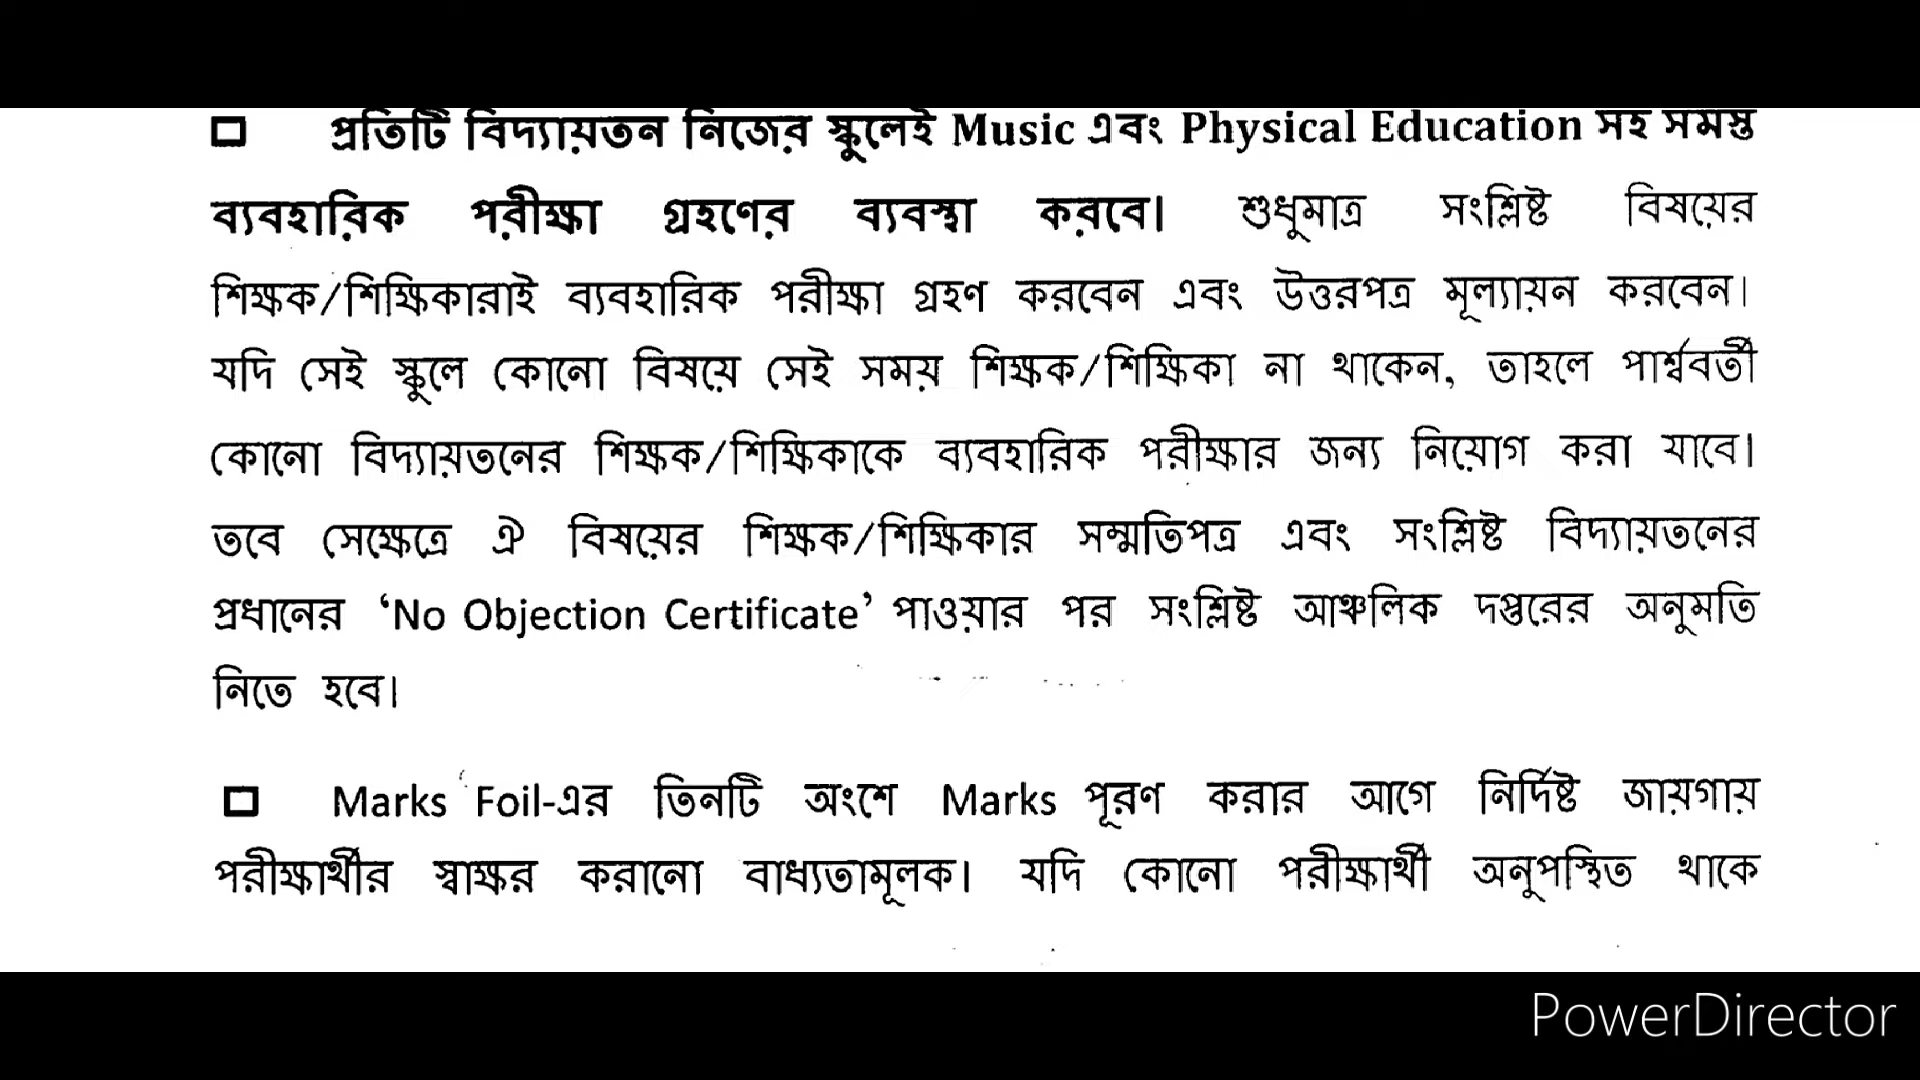 □ প্রতিটি বিদ্যায়তন নিজের স্কুলেই Music এবং Physical Education সহ সমস্ত
ব্যবহারিক পরীক্ষা গ্রহণের ব্যবস্থা করবে। শুধুমাত্র সংশ্লিষ্ট বিষয়ের
শিক্ষক/শিক্ষিকারাই ব্যবহারিক পরীক্ষা গ্রহণ করবেন এবং উত্তরপত্র মূল্যায়ন করবেন।
যদি সেই স্কুলে কোনো বিষয়ে সেই সময় শিক্ষক/শিক্ষিকা না থাকেন, তাহলে পার্শ্ববর্তী
কোনো বিদ্যায়তনের শিক্ষক/শিক্ষিকাকে ব্যবহারিক পরীক্ষার জন্য নিয়োগ করা যাবে।
তবে সেক্ষেত্রে ঐ বিষয়ের শিক্ষক/শিক্ষিকার সম্মতিপত্র এবং সংশ্লিষ্ট বিদ্যায়তনের
প্রধানের ‘No Objection Certificate’ পাওয়ার পর সংশ্লিষ্ট আঞ্চলিক দপ্তরের অনুমতি
নিতে হবে।
□ Marks Foil-এর তিনটি অংশে Marks পূরণ করার আগে নির্দিষ্ট জায়গায়
পরীক্ষার্থীর স্বাক্ষর করানো বাধ্যতামূলক। যদি কোনো পরীক্ষার্থী অনুপস্থিত থাকে
PowerDirector